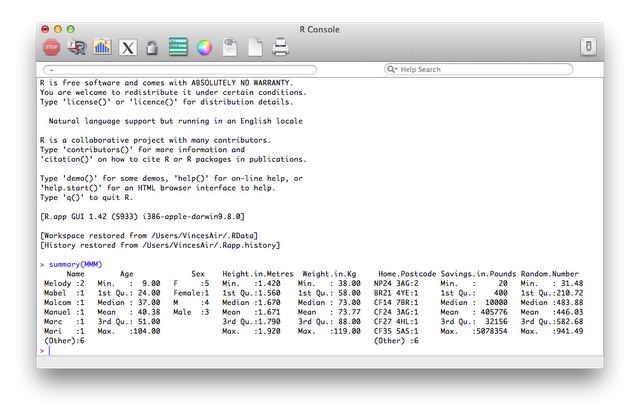 R Console
STOP
R
X
~
Help Search
R is free software and comes with ABSOLUTELY NO WARRANTY.
You are welcome to redistribute it under certain conditions.
Type 'license()' or 'licence()' for distribution details.
Natural language support but running in an English locale
R is a collaborative project with many contributors.
Type 'contributors()' for more information and
'citation()' on how to cite R or R packages in publications.
Type 'demo()' for some demos, 'help()' for on-line help, or
'help.start()' for an HTML browser interface to help.
Type 'q()' to quit R.
[R.app GUI 1.42 (5933) i386-apple-darwin9.8.0]
[Workspace restored from /Users/VincesAir/.RData]
[History restored from /Users/VincesAir/.Rapp.history]
> summary(MMM)
Name Age Sex Height.in.Metres Weight.in.Kg Home.Postcode Savings.in.Pounds Random.Number
Melody :2 Min. : 9.00 F :5 Min. :1.420 Min. : 38.00 NP24 3AG:2 Min. : 20 Min. : 31.48
Mabel :1 1st Qu.: 24.00 Female:1 1st Qu.:1.560 1st Qu.: 58.00 BR21 4YE:1 1st Qu.: 400 1st Qu.:210.72
Malcom :1 Median : 37.00 M :4 Median :1.670 Median : 73.00 CF14 7BR:1 Median : 10000 Median :483.88
Manuel :1 Mean : 40.38 Male :3 Mean :1.671 Mean : 73.77 CF24 3AG:1 Mean : 405776 Mean :446.03
Marc :1 3rd Qu.: 51.00 3rd Qu.:1.790 3rd Qu.: 88.00 CF27 4HL:1 3rd Qu.: 32156 3rd Qu.:582.68
Mari :1 Max. :104.00 Max. :1.920 Max. :119.00 CF35 5AS:1 Max. :5078354 Max. :941.49
(Other):6 (Other) :6
>